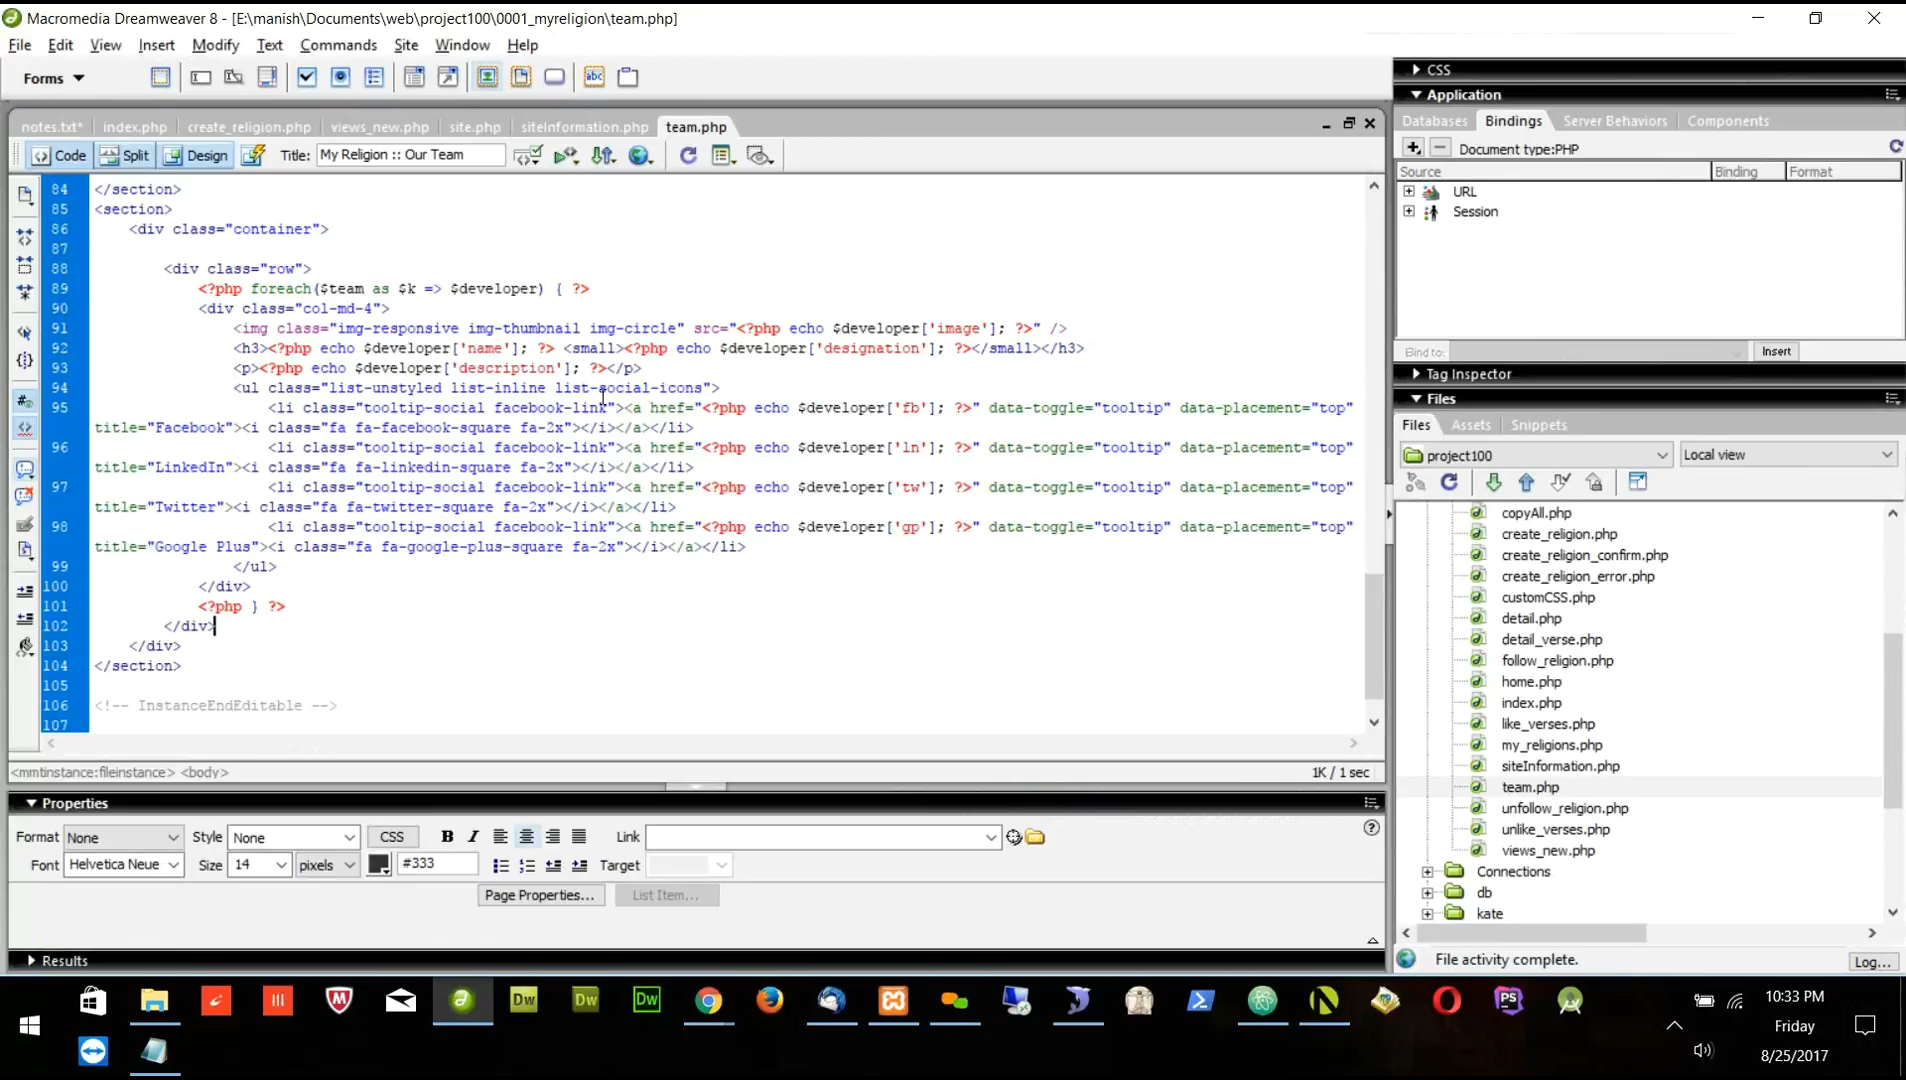 Macromedia Dreamweaver 8 - [E:\manish\Documents\web\project100\0001_myreligion\team.php]
File Edit View Insert Modify Text Commands Site Window Help
Forms
abc
notes.txt* index.php create_religion.php views_new.php site.php siteInformation.php team.php
Code Split Design Title: My Religion :: Our Team
84 </section>
85 <section>
86 <div class="container">
87
88 <div class="row">
89 <?php foreach($team as $k => $developer) { ?>
90 <div class="col-md-4">
91 <img class="img-responsive img-thumbnail img-circle" src="<?php echo $developer['image']; ?>" />
92 <h3><?php echo $developer['name']; ?> <small><?php echo $developer['designation']; ?></small></h3>
93 <p><?php echo $developer['description']; ?></p>
94 <ul class="list-unstyled list-inline list-social-icons">
95 <li class="tooltip-social facebook-link"><a href="<?php echo $developer['fb']; ?>" data-toggle="tooltip" data-placement="top"
title="Facebook"><i class="fa fa-facebook-square fa-2x"></i></a></li>
96 <li class="tooltip-social facebook-link"><a href="<?php echo $developer['ln']; ?>" data-toggle="tooltip" data-placement="top"
title="LinkedIn"><i class="fa fa-linkedin-square fa-2x"></i></a></li>
97 <li class="tooltip-social facebook-link"><a href="<?php echo $developer['tw']; ?>" data-toggle="tooltip" data-placement="top"
title="Twitter"><i class="fa fa-twitter-square fa-2x"></i></a></li>
98 <li class="tooltip-social facebook-link"><a href="<?php echo $developer['gp']; ?>" data-toggle="tooltip" data-placement="top"
title="Google Plus"><i class="fa fa-google-plus-square fa-2x"></i></a></li>
99 </ul>
100 </div>
101 <?php } ?>
102 </div>
103 </div>
104 </section>
105
106 <!-- InstanceEndEditable -->
107
<mmtinstance:fileinstance> <body> 1K / 1 sec
Properties
Format None Style None CSS B I Link
Font Helvetica Neue Size 14 pixels #333 Target
Page Properties... List Item...
Results
CSS
Application
Databases Bindings Server Behaviors Components
Document type:PHP
Source Binding Format
URL
Session
Bind to: Insert
Tag Inspector
Files
Files Assets Snippets
project100 Local view
copyAll.php
create_religion.php
create_religion_confirm.php
create_religion_error.php
customCSS.php
detail.php
detail_verse.php
follow_religion.php
home.php
index.php
like_verses.php
my_religions.php
siteInformation.php
team.php
unfollow_religion.php
unlike_verses.php
views_new.php
Connections
db
kate
File activity complete. Log...
Dw Dw Dw PS
10:33 PM
Friday
8/25/2017